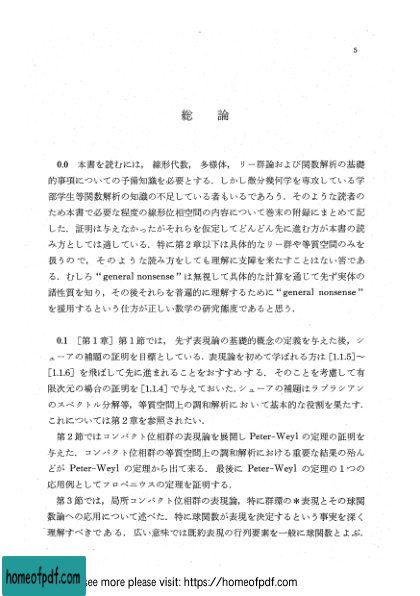 5
総 論
0.0 本書を読むには, 線形代数, 多様体, リー群論および関数解析の基礎
的事項についての予備知識を必要とする. しかし微分幾何学を専攻している学
部学生等関数解析の知識の不足している者もいるであろう. そのような読者の
ため本書で必要な程度の線形位相空間の内容について巻末の附録にまとめて記
した. 証明は与えなかったがそれらを仮定してどんどん先に進む方が本書の読
み方としては適している. 特に第2章以下は具体的なリー群や等質空間のみを
扱うので, そのような読み方をしても理解に支障を来たすことはない筈であ
る. むしろ“general nonsense”は無視して具体的な計算を通じて先ず実体の
諸性質を知り, その後それらを普遍的に理解するために“general nonsense”
を援用するという仕方が正しい数学の研究態度であると思う.
0.1 [第1章] 第1節では, 先ず表現論の基礎的概念の定義を与えた後, シ
ューアの補題の証明を目標としている. 表現論を初めて学ばれる方は [1.1.5]〜
[1.1.6] を飛ばして先に進まれることをおすすめする. そのことを考慮して有
限次元の場合の証明を [1.1.4] で与えておいた. シューアの補題はラプラシアン
のスペクトル分解等, 等質空間上の調和解析において基本的な役割を果たす.
これについては第2章を参照されたい.
第2節ではコンパクト位相群の表現論を展開し Peter-Weyl の定理の証明を
与えた. コンパクト位相群の等質空間上の調和解析における重要な結果の殆ん
どが Peter-Weyl の定理から出て来る. 最後に Peter-Weyl の定理の1つの
応用例としてフロベニウスの定理を証明する.
第3節では, 局所コンパクト位相群の表現論, 特に群環の*表現とその球関
数論への応用について述べた. 特に球関数が表現を決定するという事実を深く
理解すべきである. 広い意味では既約表現の行列要素を一般に球関数とよぶ.
homeofpdf.com
see more please visit: https://homeofpdf.com